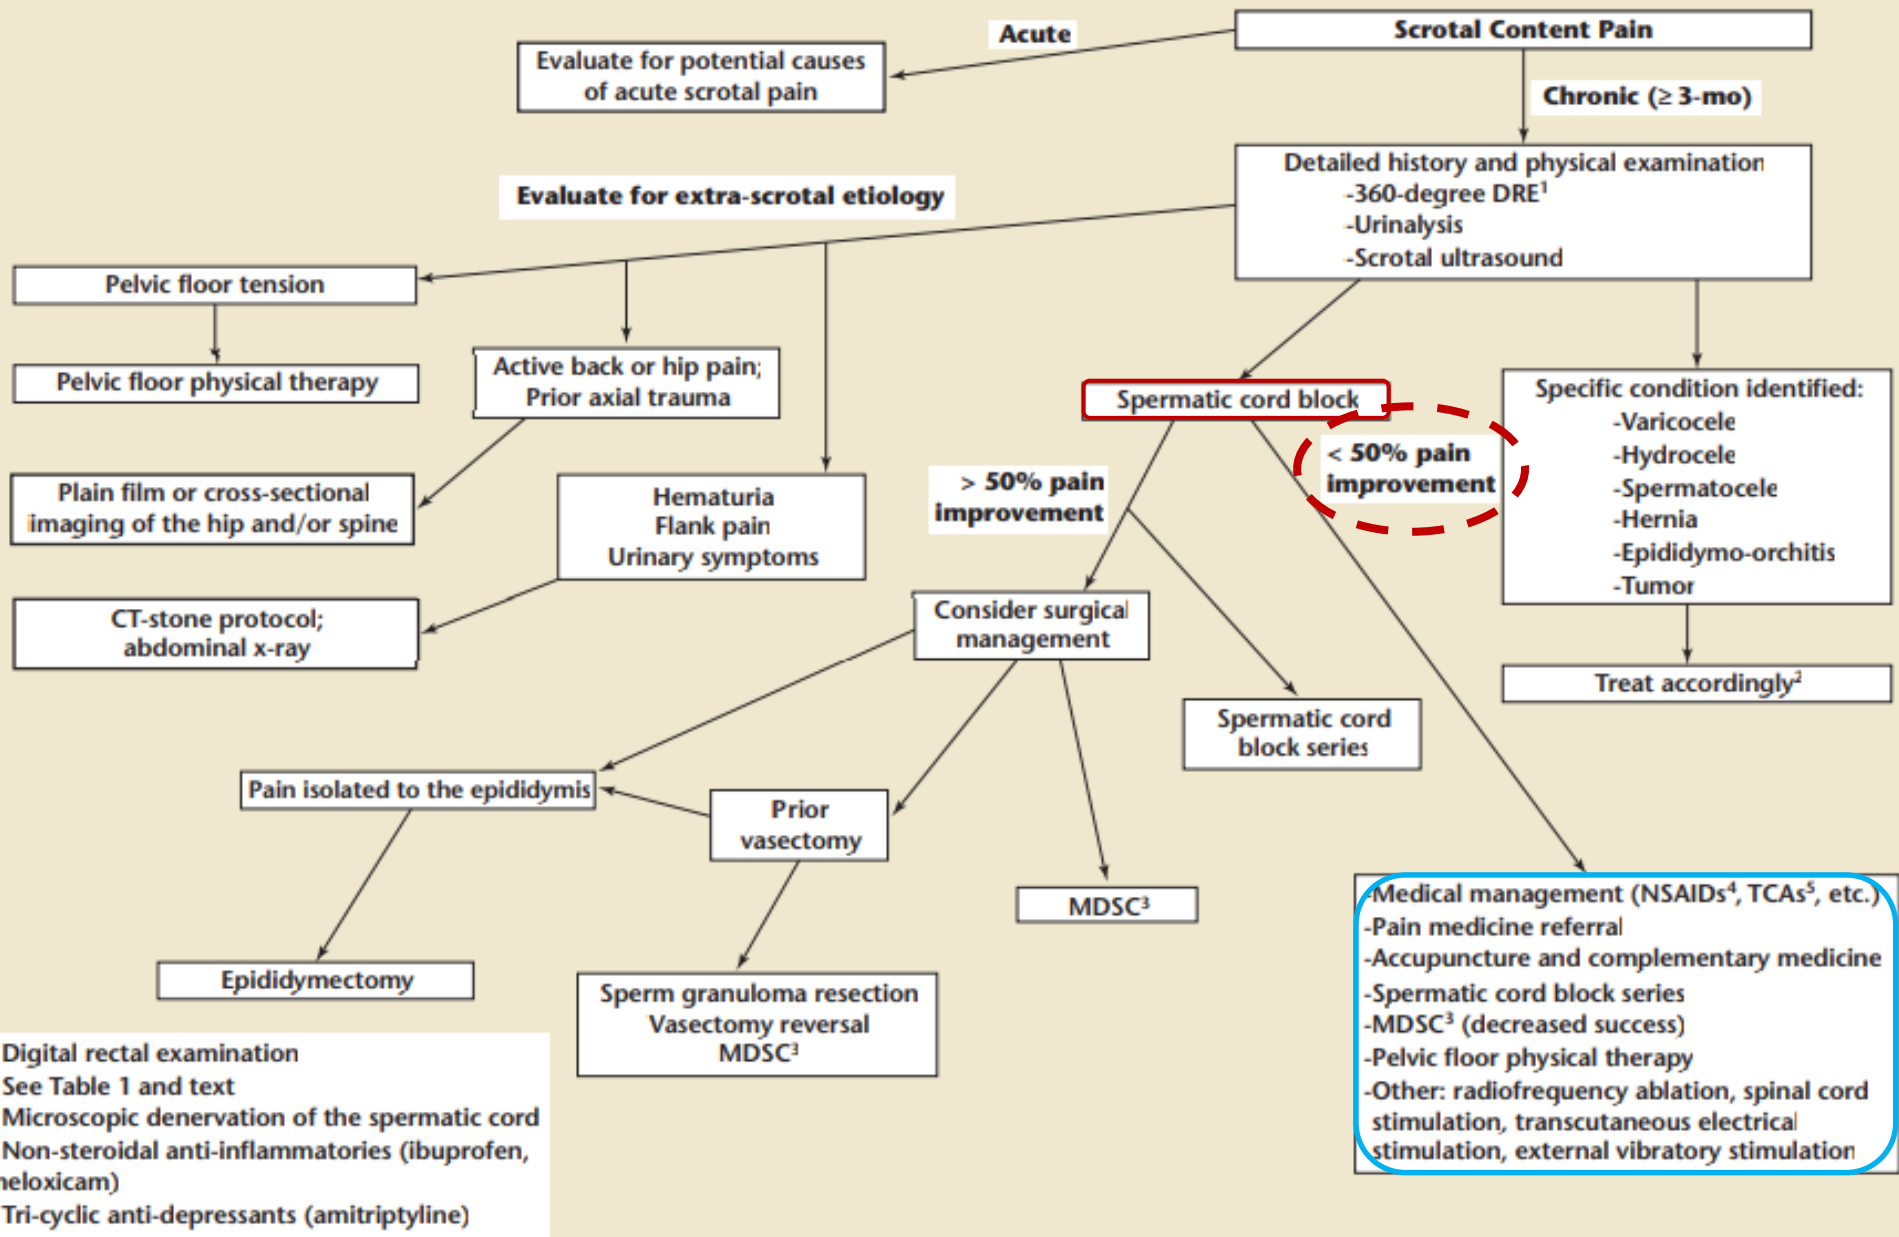 Scrotal Content Pain
Acute
Evaluate for potential causes
of acute scrotal pain
Chronic (≥ 3-mo)
Detailed history and physical examination
-360-degree DRE¹
-Urinalysis
-Scrotal ultrasound
Evaluate for extra-scrotal etiology
Pelvic floor tension
Pelvic floor physical therapy
Active back or hip pain;
Prior axial trauma
Plain film or cross-sectional
imaging of the hip and/or spine
Hematuria
Flank pain
Urinary symptoms
CT-stone protocol;
abdominal x-ray
Spermatic cord block
> 50% pain
improvement
< 50% pain
improvement
Specific condition identified:
-Varicocele
-Hydrocele
-Spermatocele
-Hernia
-Epididymo-orchitis
-Tumor
Treat accordingly²
Consider surgical
management
Spermatic cord
block series
Pain isolated to the epididymis
Prior
vasectomy
MDSC³
Epididymectomy
Sperm granuloma resection
Vasectomy reversal
MDSC³
-Medical management (NSAIDs⁴, TCAs⁵, etc.)
-Pain medicine referral
-Accupuncture and complementary medicine
-Spermatic cord block series
-MDSC³ (decreased success)
-Pelvic floor physical therapy
-Other: radiofrequency ablation, spinal cord
stimulation, transcutaneous electrical
stimulation, external vibratory stimulation
Digital rectal examination
See Table 1 and text
Microscopic denervation of the spermatic cord
Non-steroidal anti-inflammatories (ibuprofen,
eloxicam)
Tri-cyclic anti-depressants (amitriptyline)